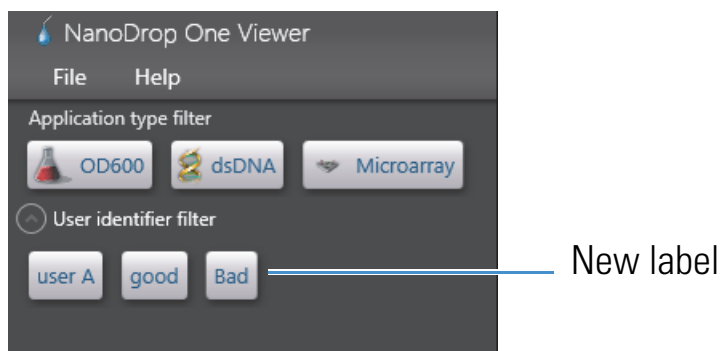 NanoDrop One Viewer
File Help
Application type filter
OD600 dsDNA Microarray
User identifier filter
user A good Bad
New label